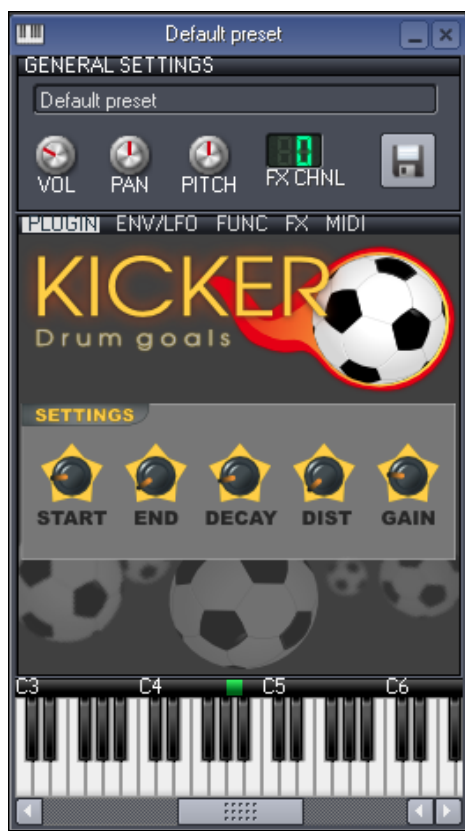 Default preset
GENERAL SETTINGS
Default preset
VOL PAN PITCH FX CHNL
0
PLUGIN ENV/LFO FUNC FX MIDI
KICKER
Drum goals
SETTINGS
START END DECAY DIST GAIN
C3 C4 C5 C6